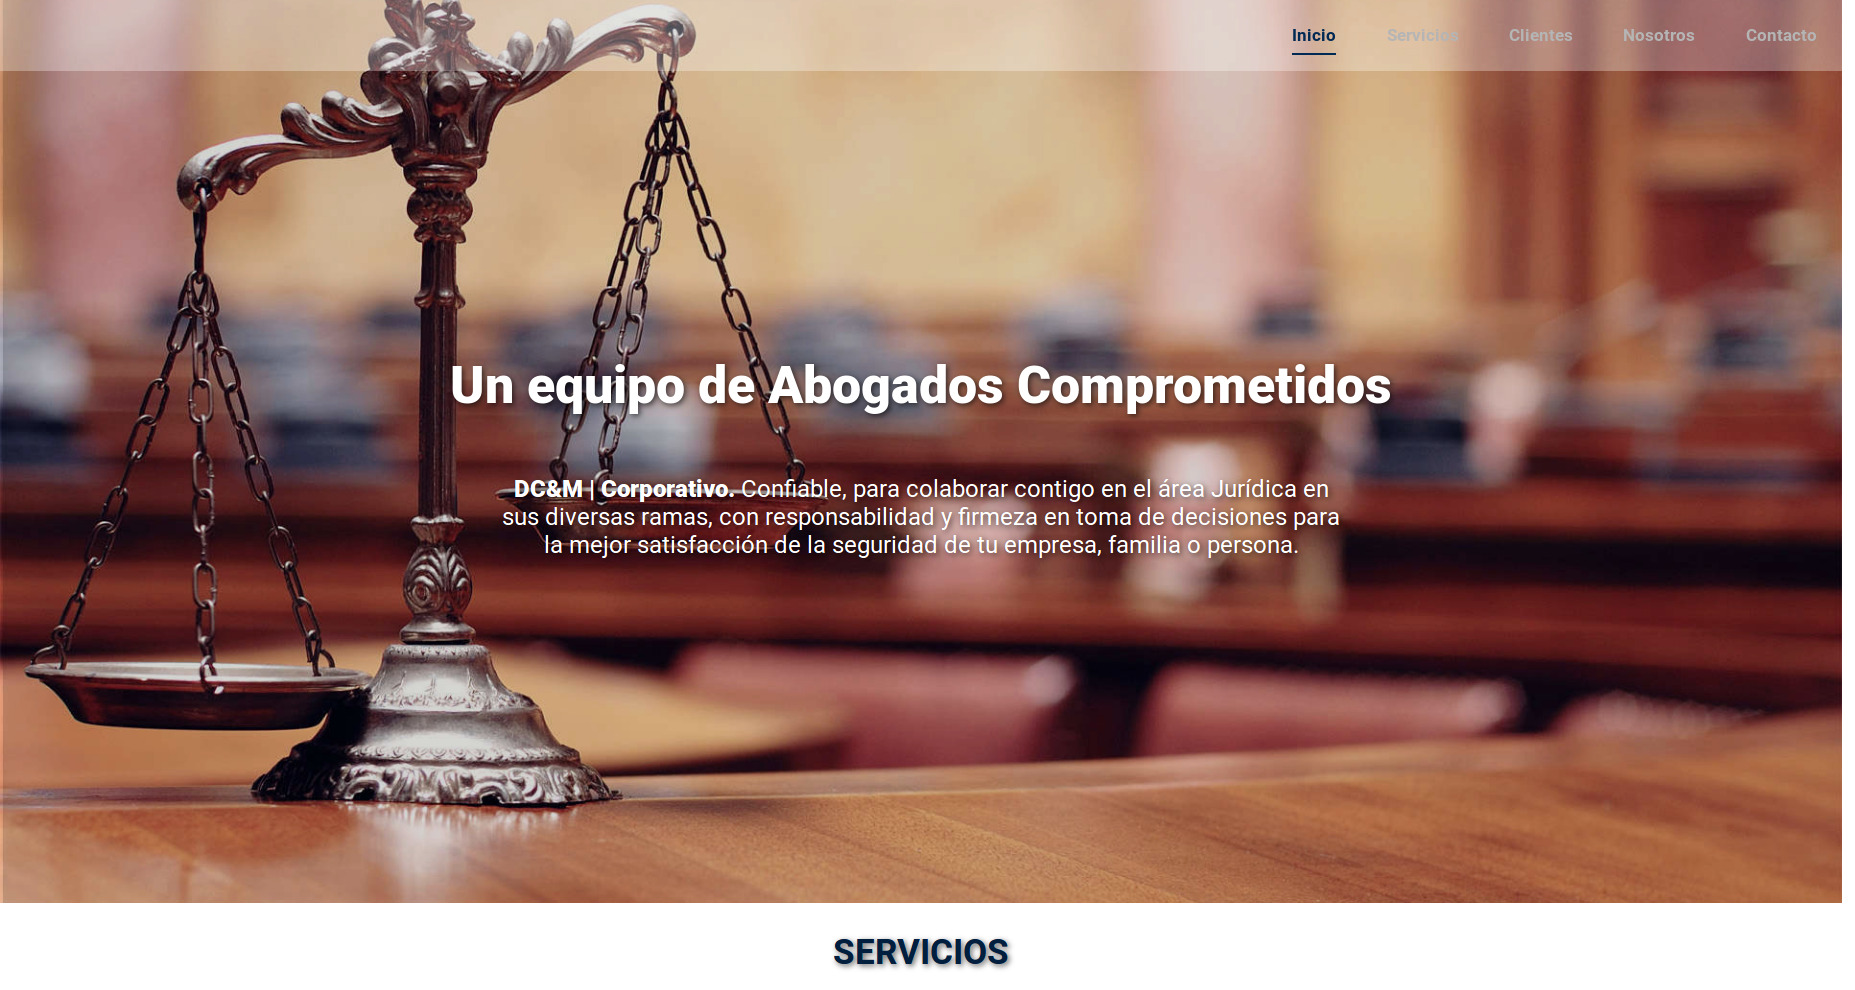 Inicio Servicios Clientes Nosotros Contacto
Un equipo de Abogados Comprometidos
DC&M | Corporativo. Confiable, para colaborar contigo en el área Jurídica en
sus diversas ramas, con responsabilidad y firmeza en toma de decisiones para
la mejor satisfacción de la seguridad de tu empresa, familia o persona.
SERVICIOS